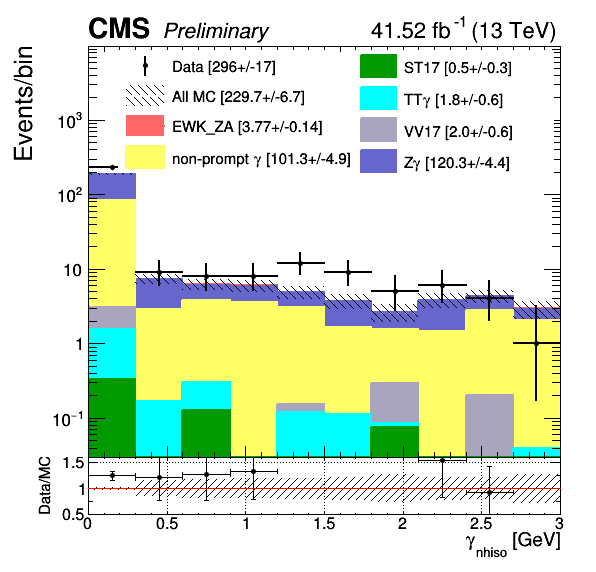 CMS Preliminary 41.52 fb⁻¹ (13 TeV)
Events/bin
Data [296+/-17]
All MC [229.7+/-6.7]
EWK_ZA [3.77+/-0.14]
non-prompt γ [101.3+/-4.9]
ST17 [0.5+/-0.3]
TTγ [1.8+/-0.6]
VV17 [2.0+/-0.6]
Zγ [120.3+/-4.4]
10³
10²
10
1
10⁻¹
Data/MC
1.5
1
0.5
0 0.5 1 1.5 2 2.5 3
γnhiso [GeV]